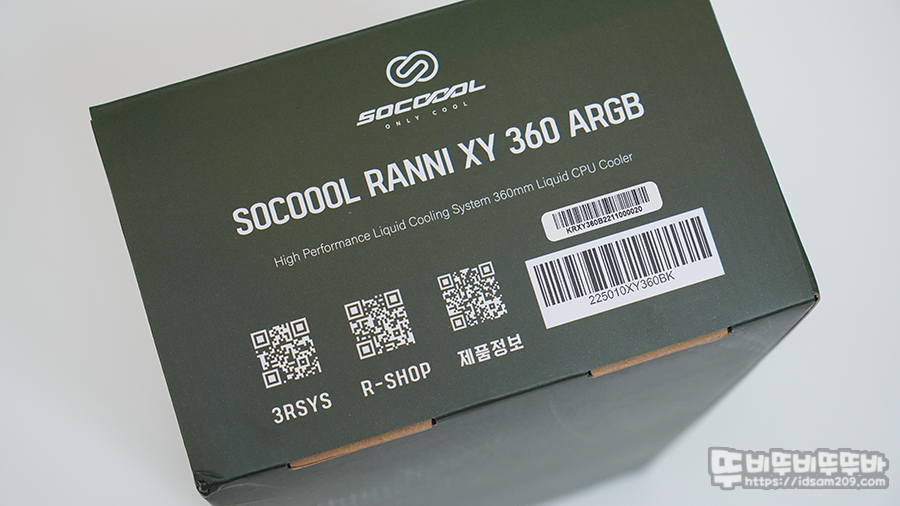 SOCOOOL
ONLY COOL
SOCOOOL RANNI XY 360 ARGB
High Performance Liquid Cooling System 360mm Liquid CPU Cooler
KRXY360B2211000020
225010XY360BK
3RSYS
R-SHOP
제품정보
뚜비뚜비뚜뚜바
https://idsam209.com